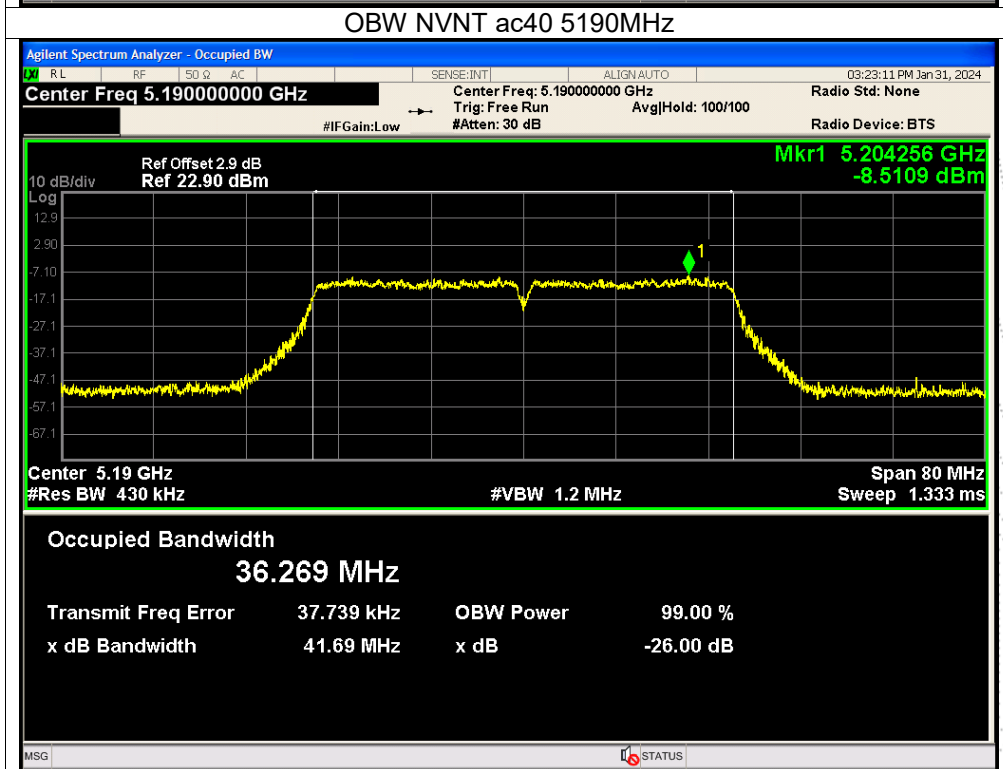 OBW NVNT ac40 5190MHz
Agilent Spectrum Analyzer - Occupied BW
LXI RL RF 50 Ω AC SENSE:INT ALIGN AUTO 03:23:11 PM Jan 31, 2024
Center Freq 5.190000000 GHz Center Freq: 5.190000000 GHz Radio Std: None
Trig: Free Run Avg|Hold: 100/100
#IFGain:Low #Atten: 30 dB Radio Device: BTS
Mkr1 5.204256 GHz
-8.5109 dBm
Ref Offset 2.9 dB
10 dB/div Ref 22.90 dBm
Log
12.9
2.90
1
-7.10
-17.1
-27.1
-37.1
-47.1
-57.1
-67.1
Center 5.19 GHz Span 80 MHz
#Res BW 430 kHz #VBW 1.2 MHz Sweep 1.333 ms
Occupied Bandwidth
36.269 MHz
Transmit Freq Error 37.739 kHz OBW Power 99.00 %
x dB Bandwidth 41.69 MHz x dB -26.00 dB
MSG STATUS